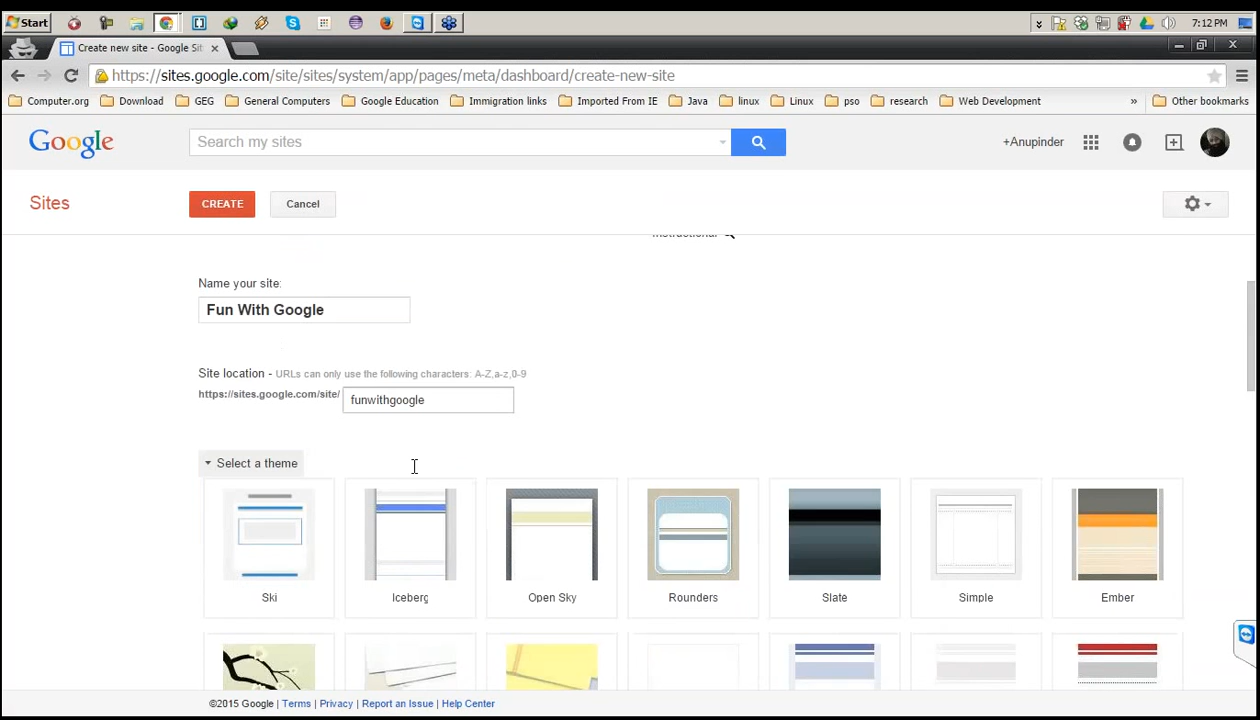 Start
7:12 PM
Create new site - Google Sit
https://sites.google.com/site/sites/system/app/pages/meta/dashboard/create-new-site
Computer.org Download GEG General Computers Google Education Immigration links Imported From IE Java linux Linux pso research Web Development » Other bookmarks
Google Search my sites +Anupinder
Sites CREATE Cancel
Name your site:
Fun With Google
Site location - URLs can only use the following characters: A-Z,a-z,0-9
https://sites.google.com/site/ funwithgoogle
Select a theme
Ski Iceberg Open Sky Rounders Slate Simple Ember
©2015 Google | Terms | Privacy | Report an Issue | Help Center